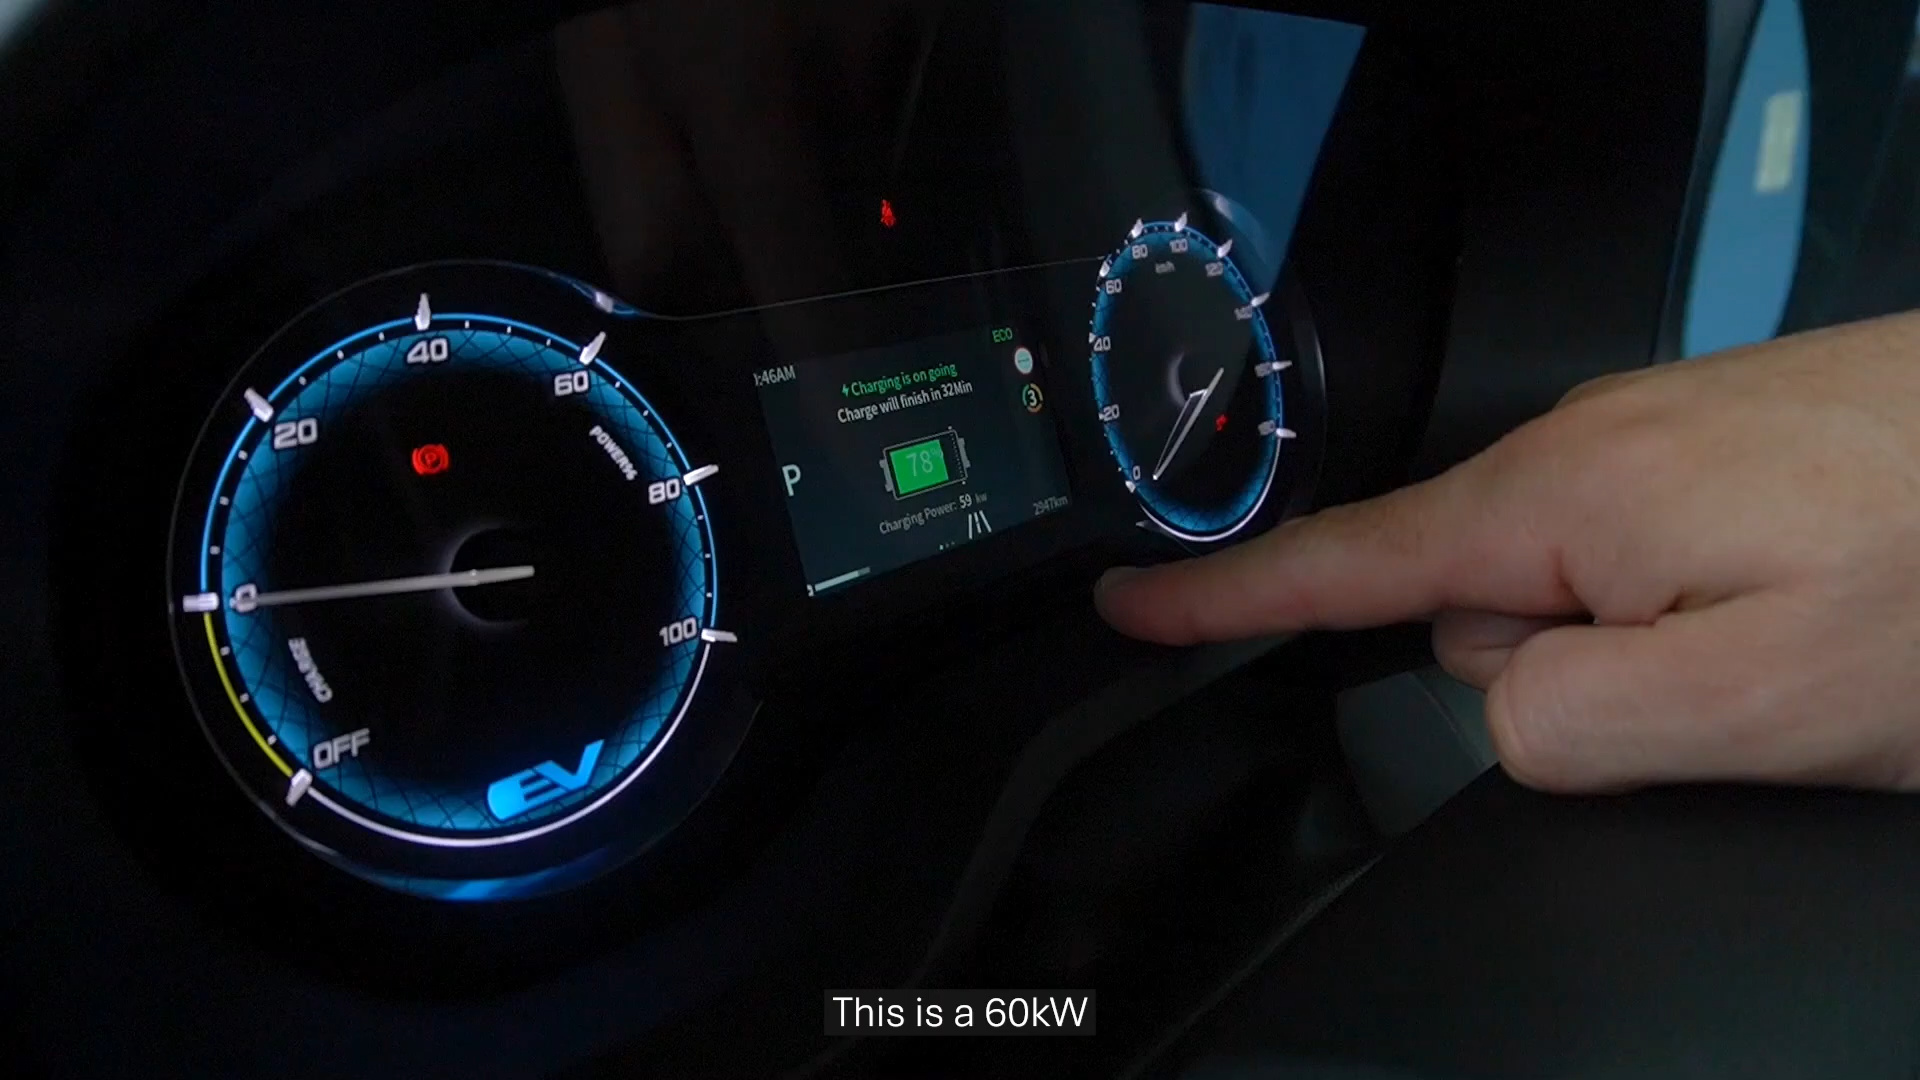 40
60
20
POWER%
80
0
100
CHARGE
OFF
EV
1:46AM
ECO
Charging is on going
Charge will finish in 32Min
3
78
P
Charging Power: 59 kw
2947km
80
100
120
km/h
60
140
40
20
0
This is a 60kW